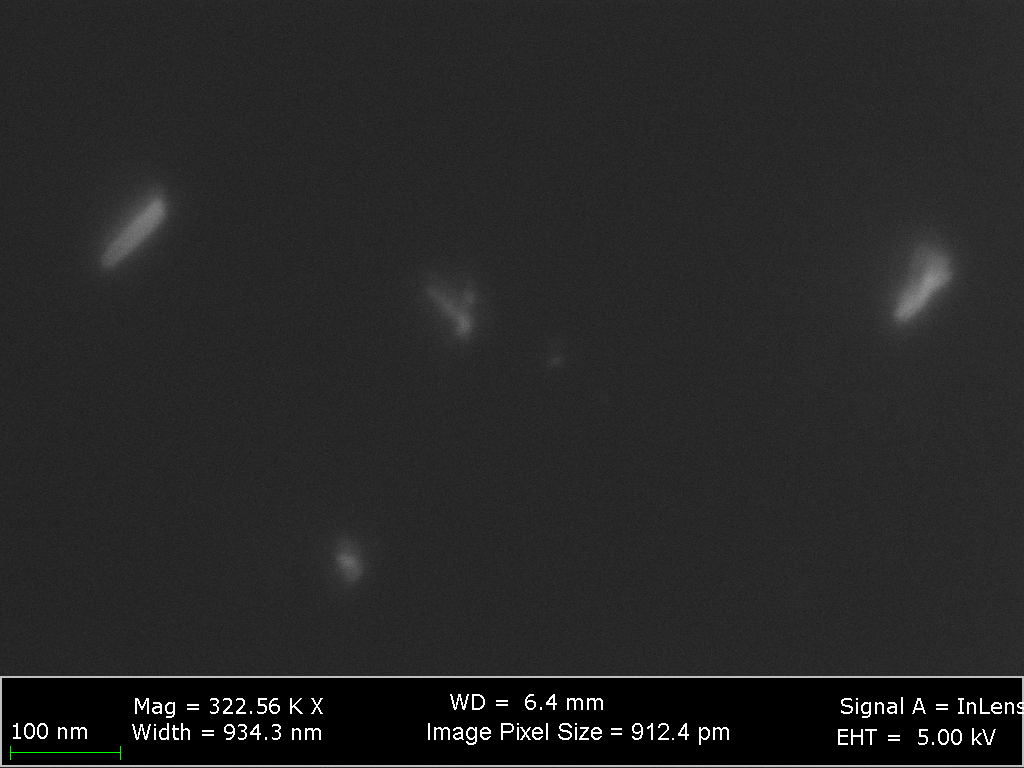 Mag = 322.56 K X
WD = 6.4 mm
Signal A = InLens
100 nm
Width = 934.3 nm
Image Pixel Size = 912.4 pm
EHT = 5.00 kV